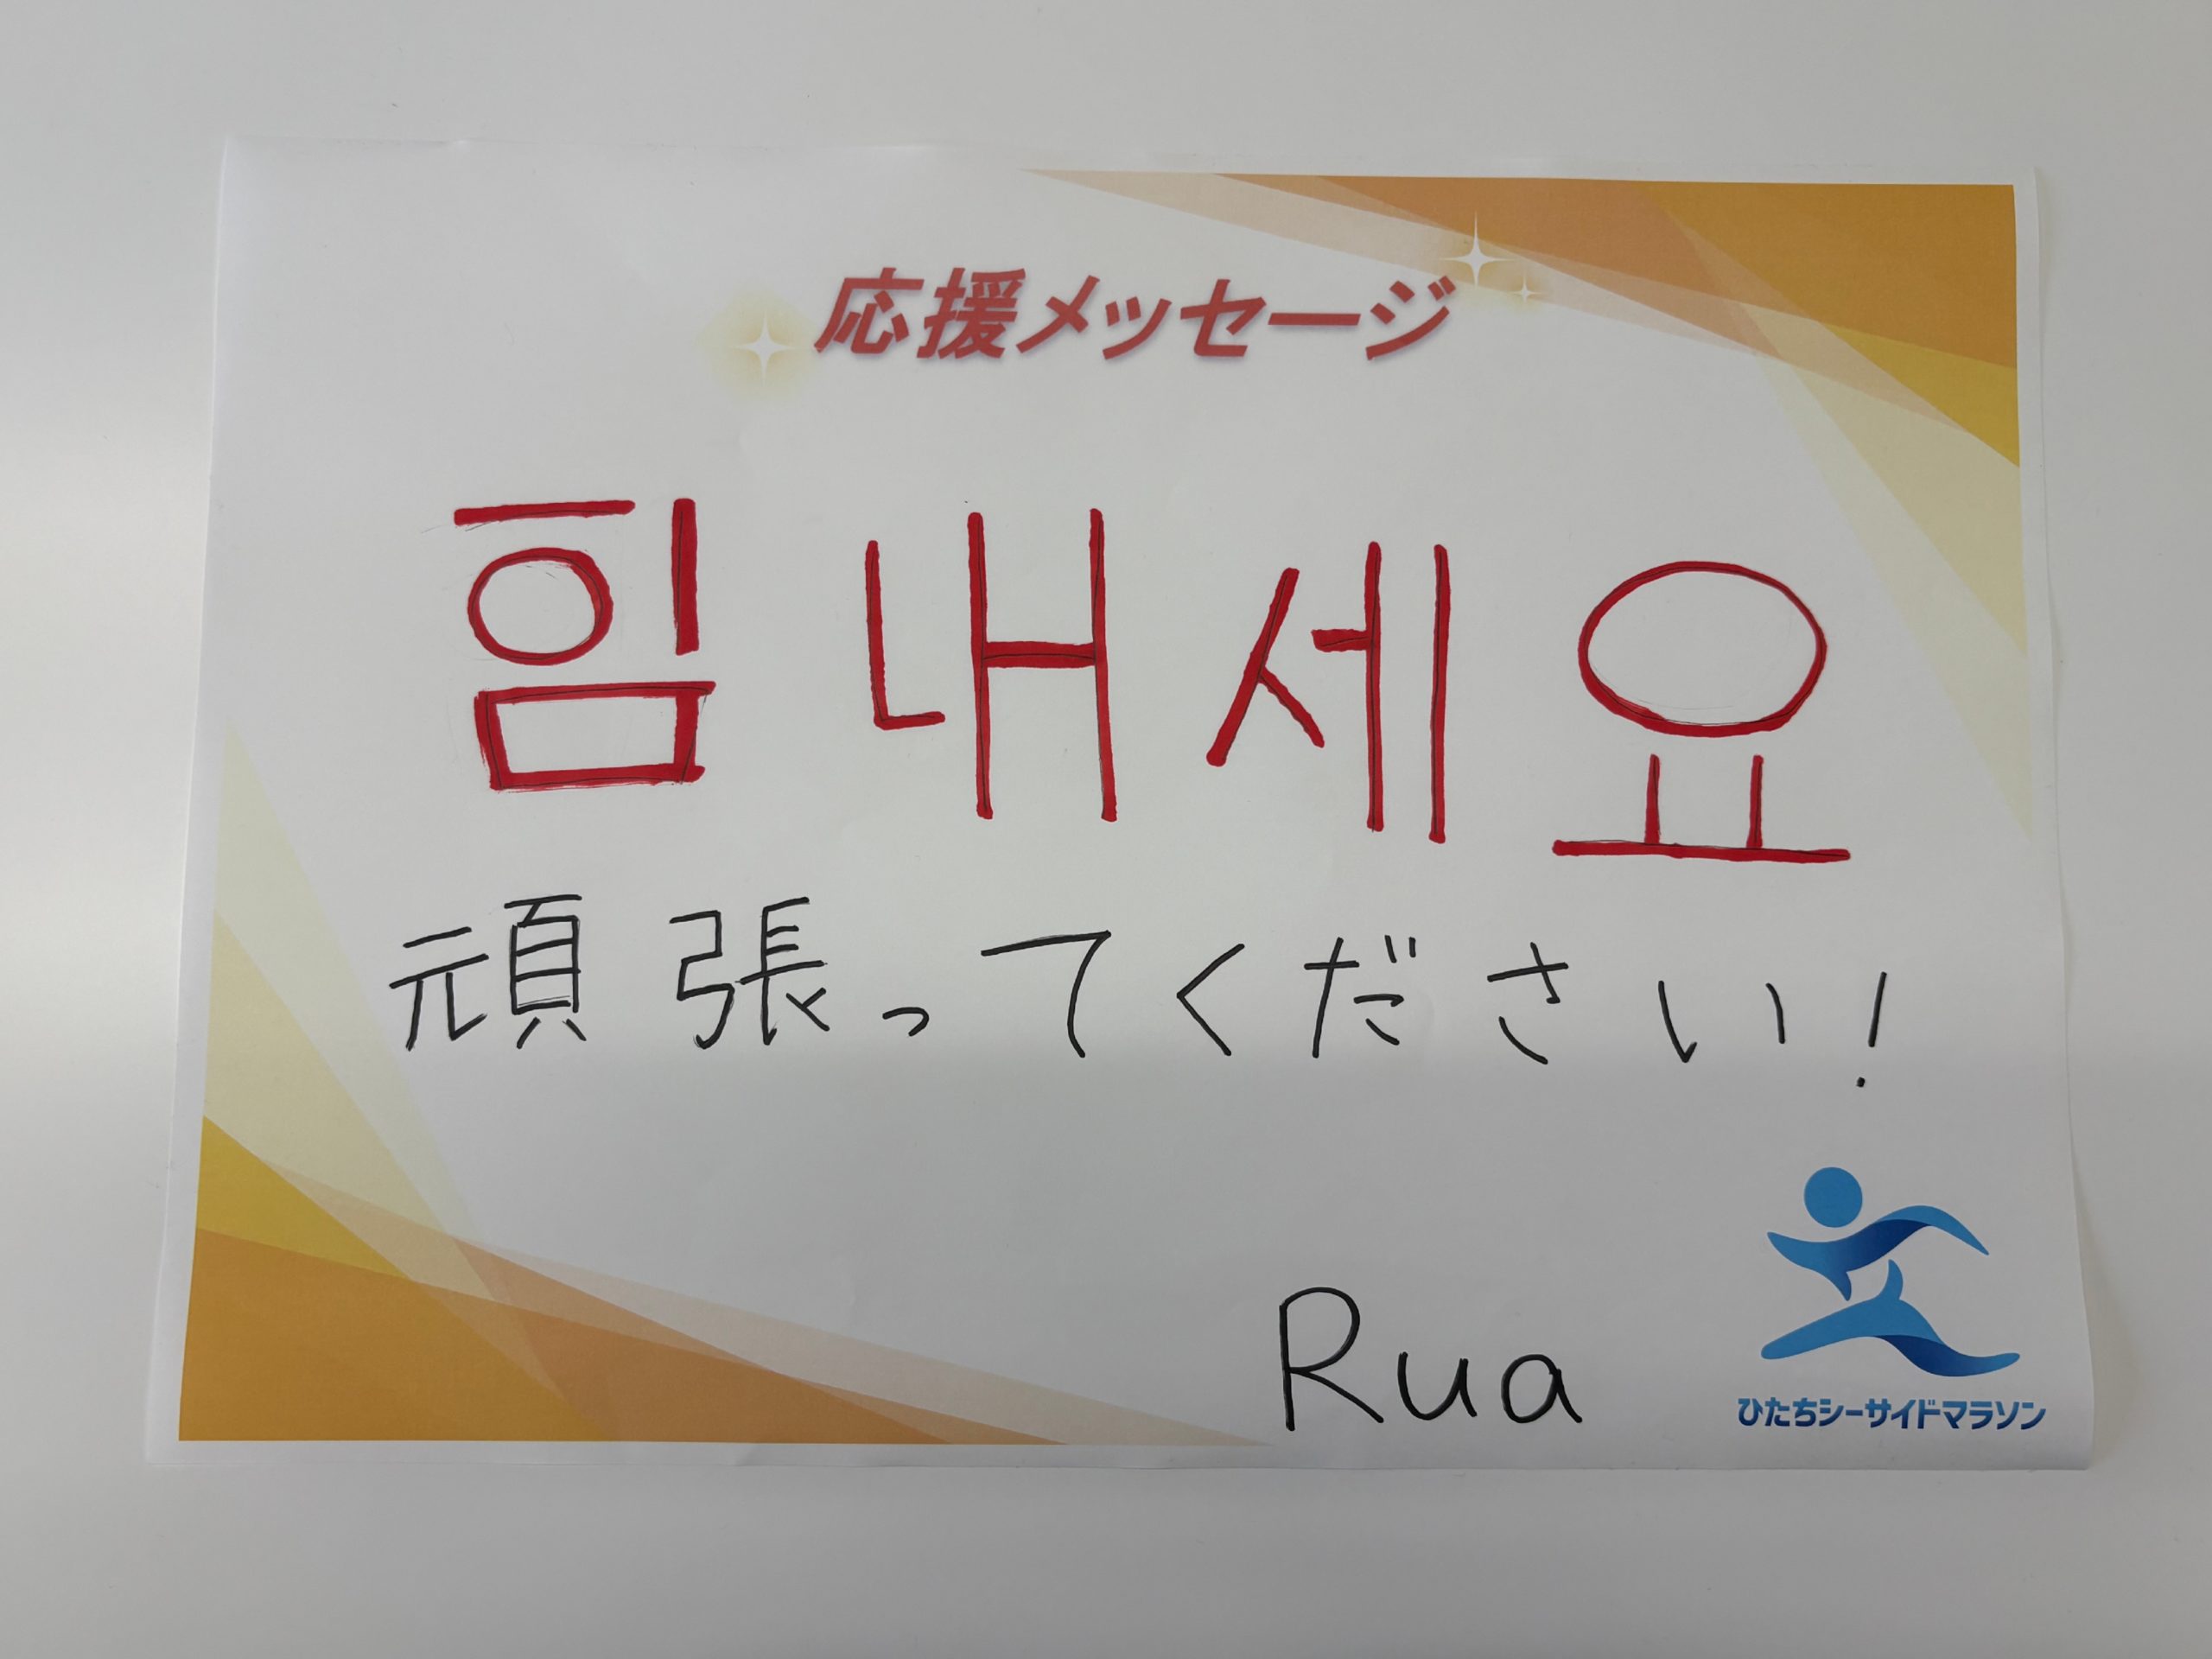 応援メッセージ
힘내세요
頑張ってください!
Rua
ひたちシーサイドマラソン